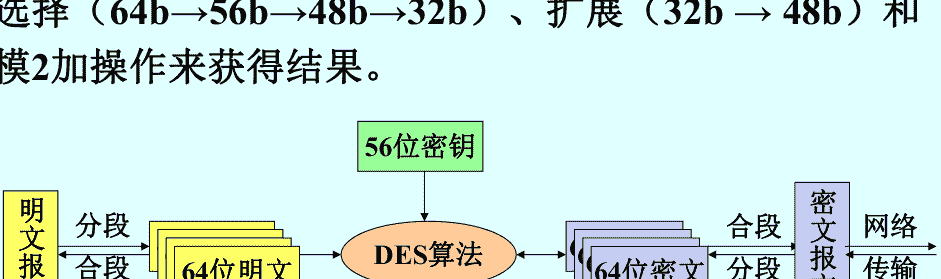 选择（64b→56b→48b→32b）、扩展（32b → 48b）和
模2加操作来获得结果。
56位密钥
明文报
分段
合段
64位明文
DES算法
64位密文
合段
分段
密文报
网络
传输